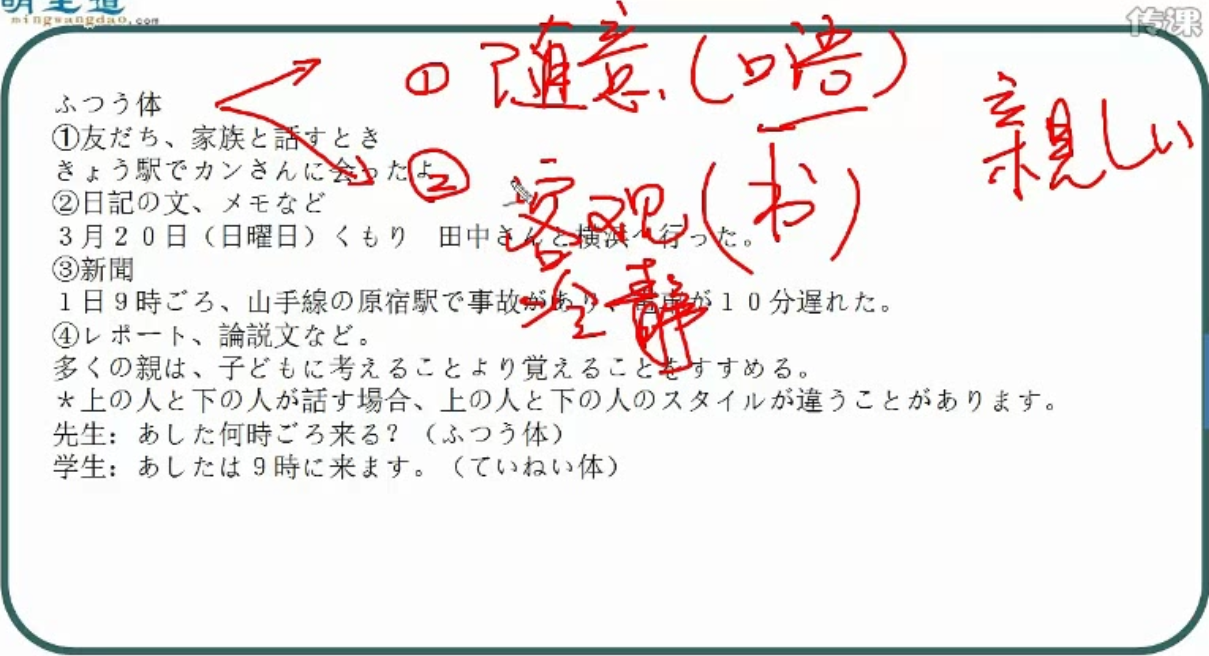 mingwangdao.com
传课
ふつう体
①友だち、家族と話すとき
きょう駅でカンさんに会ったよ
②日記の文、メモなど
３月２０日（日曜日）くもり　田中さんと横浜へ行った。
③新聞
１日９時ごろ、山手線の原宿駅で事故があり、電車が１０分遅れた。
④レポート、論説文など。
多くの親は、子どもに考えることより覚えることをすすめる。
＊上の人と下の人が話す場合、上の人と下の人のスタイルが違うことがあります。
先生：あした何時ごろ来る？（ふつう体）
学生：あしたは９時に来ます。（ていねい体）
① 随意（口语）
② 客观（书）
親しい